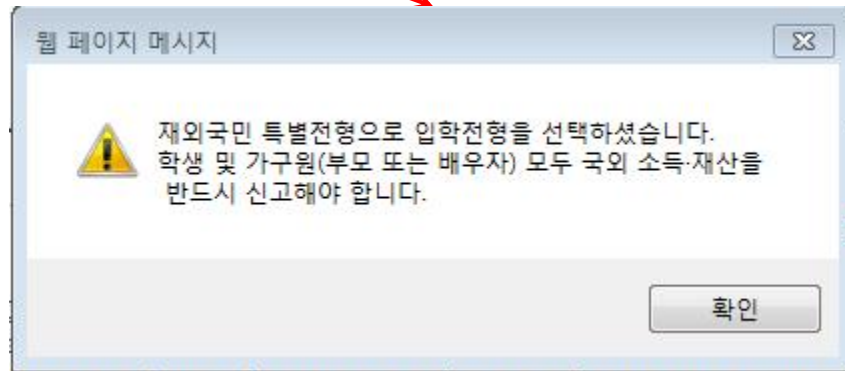 웹 페이지 메시지
재외국민 특별전형으로 입학전형을 선택하셨습니다.
학생 및 가구원(부모 또는 배우자) 모두 국외 소득·재산을
반드시 신고해야 합니다.
확인